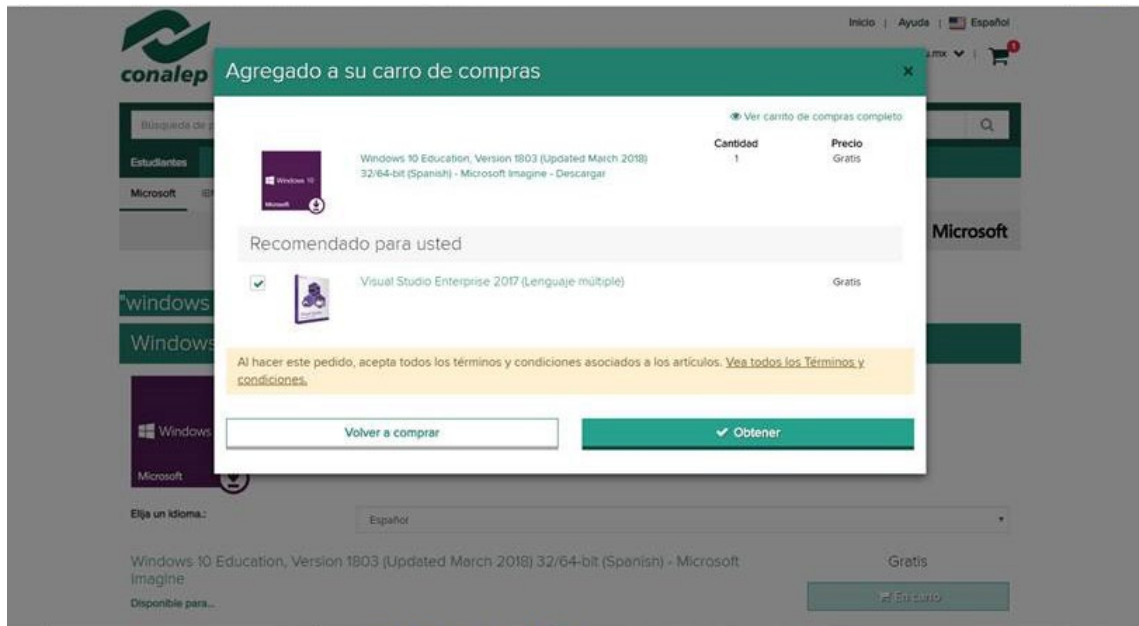 Inicio | Ayuda | Español
conalep
.mx
1
Agregado a su carro de compras
×
Búsqueda de p
Ver carrito de compras completo
Cantidad
Precio
Estudiantes
Windows 10 Education, Version 1803 (Updated March 2018)
32/64-bit (Spanish) - Microsoft Imagine - Descargar
1
Gratis
Windows 10
Microsoft
Microsoft
Microsoft
Recomendado para usted
Visual Studio Enterprise 2017 (Lenguaje múltiple)
Gratis
"windows
Windows
Al hacer este pedido, acepta todos los términos y condiciones asociados a los artículos. Vea todos los Términos y
condiciones.
Volver a comprar
Obtener
Windows
Microsoft
Elija un idioma.:
Español
Windows 10 Education, Version 1803 (Updated March 2018) 32/64-bit (Spanish) - Microsoft
Imagine
Gratis
Disponible para...
En carro